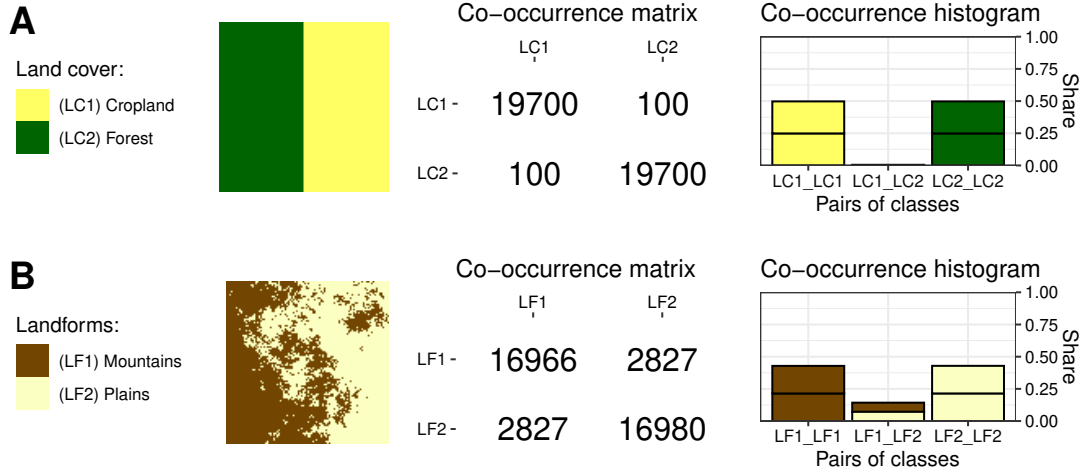 A
Land cover:
(LC1) Cropland
(LC2) Forest
Co−occurrence matrix
LC1 LC2
LC1 19700 100
LC2 100 19700
Co−occurrence histogram
1.00
0.75
0.50
0.25
0.00
Share
LC1_LC1 LC1_LC2 LC2_LC2
Pairs of classes
B
Landforms:
(LF1) Mountains
(LF2) Plains
Co−occurrence matrix
LF1 LF2
LF1 16966 2827
LF2 2827 16980
Co−occurrence histogram
1.00
0.75
0.50
0.25
0.00
Share
LF1_LF1 LF1_LF2 LF2_LF2
Pairs of classes